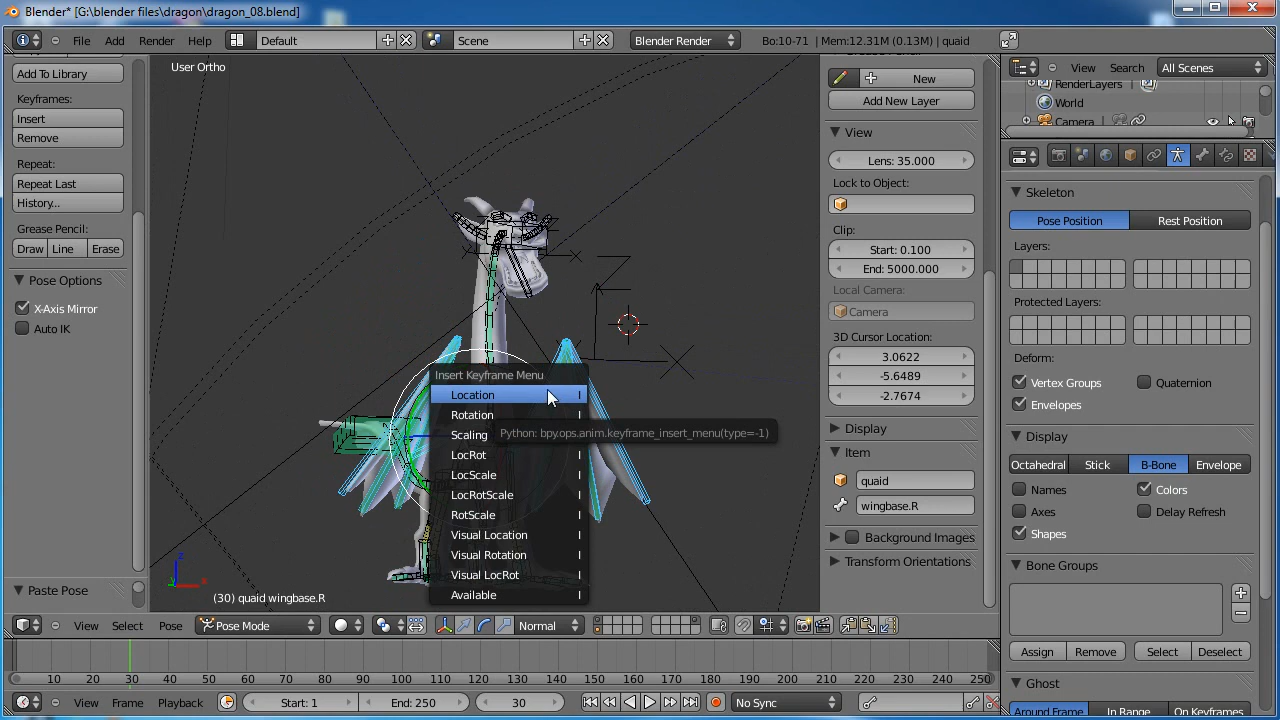 Blender* [G:\blender files\dragon\dragon_08.blend]
File Add Render Help Default Scene Blender Render Bo:10-71 | Mem:12.31M (0.13M) | quaid
Add To Library
Keyframes:
Insert
Remove
Repeat:
Repeat Last
History...
Grease Pencil:
Draw Line Erase
Pose Options
X-Axis Mirror
Auto IK
Paste Pose
User Ortho
Insert Keyframe Menu
Location I
Rotation I
Scaling
LocRot I
LocScale I
LocRotScale I
RotScale I
Visual Location I
Visual Rotation I
Visual LocRot I
Available I
Python: bpy.ops.anim.keyframe_insert_menu(type=-1)
z
y x
(30) quaid wingbase.R
New
Add New Layer
View
Lens: 35.000
Lock to Object:
Clip:
Start: 0.100
End: 5000.000
Local Camera:
Camera
3D Cursor Location:
3.0622
-5.6489
-2.7674
Display
Item
quaid
wingbase.R
Background Images
Transform Orientations
View Search All Scenes
RenderLayers
World
Camera
Skeleton
Pose Position Rest Position
Layers:
Protected Layers:
Deform:
Vertex Groups Quaternion
Envelopes
Display
Octahedral Stick B-Bone Envelope
Names Colors
Axes Delay Refresh
Shapes
Bone Groups
Assign Remove Select Deselect
Ghost
Around Frame In Range On Keyframes
View Select Pose Pose Mode Normal
0 10 20 30 40 50 60 70 80 90 100 110 120 130 140 150 160 170 180 190 200 210 220 230 240 250
View Frame Playback Start: 1 End: 250 30 No Sync